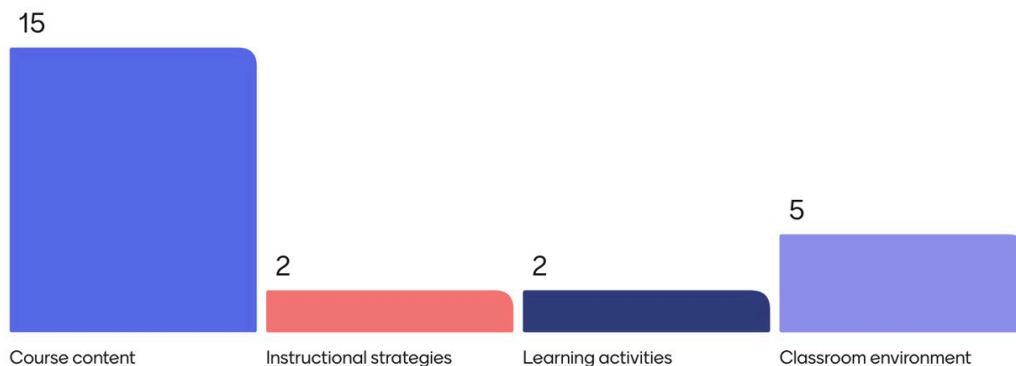 15
2
2
5
Course content
Instructional strategies
Learning activities
Classroom environment